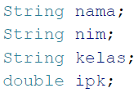 String nama;
String nim;
String kelas;
double ipk;